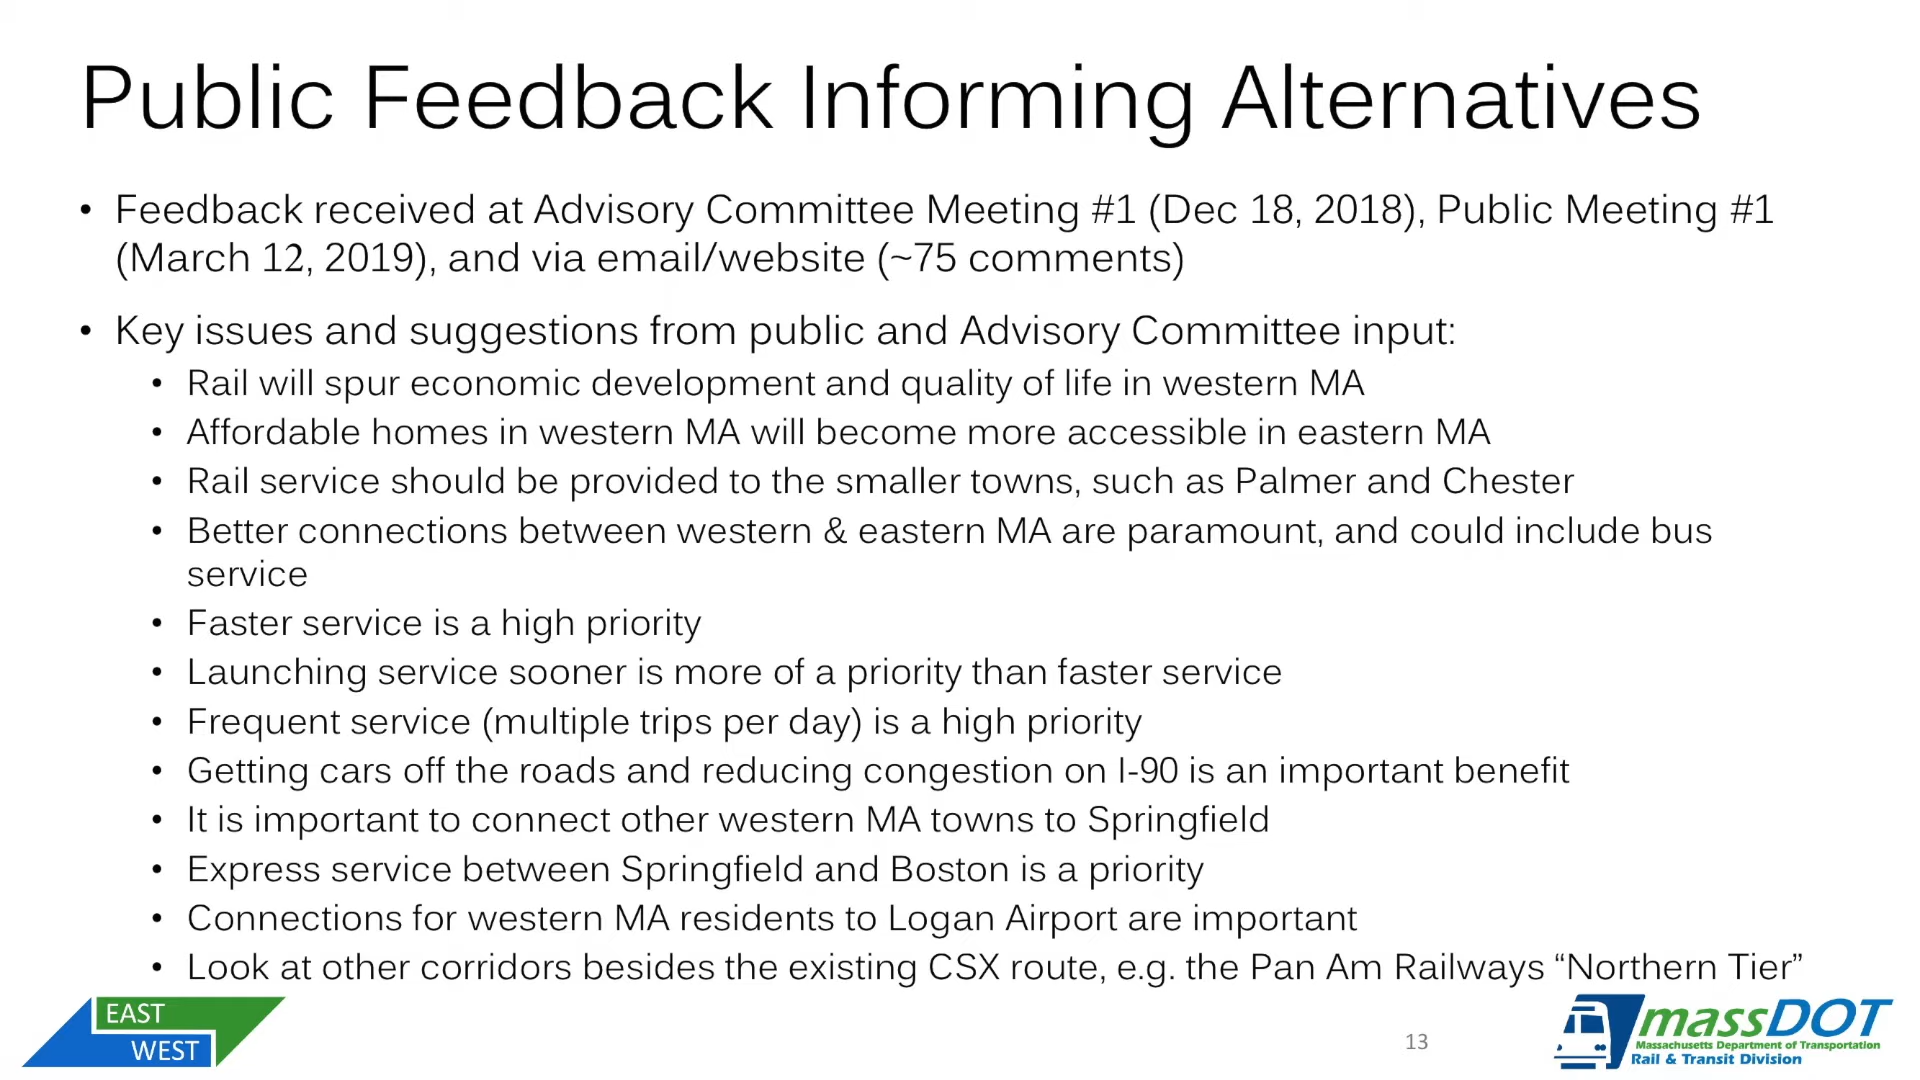 Public Feedback Informing Alternatives
• Feedback received at Advisory Committee Meeting #1 (Dec 18, 2018), Public Meeting #1
(March 12, 2019), and via email/website (~75 comments)
• Key issues and suggestions from public and Advisory Committee input:
• Rail will spur economic development and quality of life in western MA
• Affordable homes in western MA will become more accessible in eastern MA
• Rail service should be provided to the smaller towns, such as Palmer and Chester
• Better connections between western & eastern MA are paramount, and could include bus
service
• Faster service is a high priority
• Launching service sooner is more of a priority than faster service
• Frequent service (multiple trips per day) is a high priority
• Getting cars off the roads and reducing congestion on I-90 is an important benefit
• It is important to connect other western MA towns to Springfield
• Express service between Springfield and Boston is a priority
• Connections for western MA residents to Logan Airport are important
• Look at other corridors besides the existing CSX route, e.g. the Pan Am Railways “Northern Tier”
EAST
WEST
13
massDOT
Massachusetts Department of Transportation
Rail & Transit Division